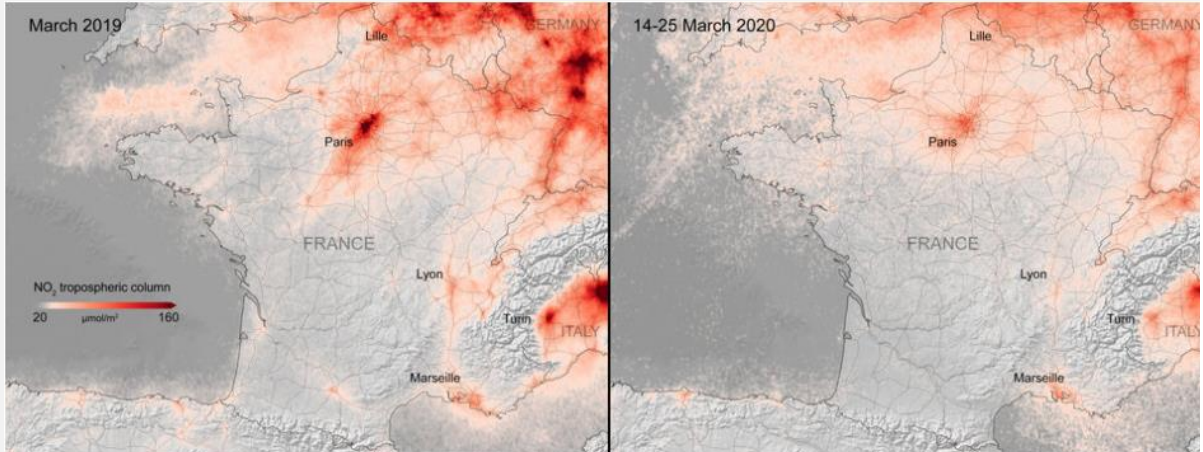 March 2019
Lille
GERMANY
Paris
FRANCE
Lyon
NO₂ tropospheric column
20 µmol/m² 160
Turin
ITALY
Marseille
14-25 March 2020
Lille
GERMANY
Paris
FRANCE
Lyon
Turin
ITALY
Marseille